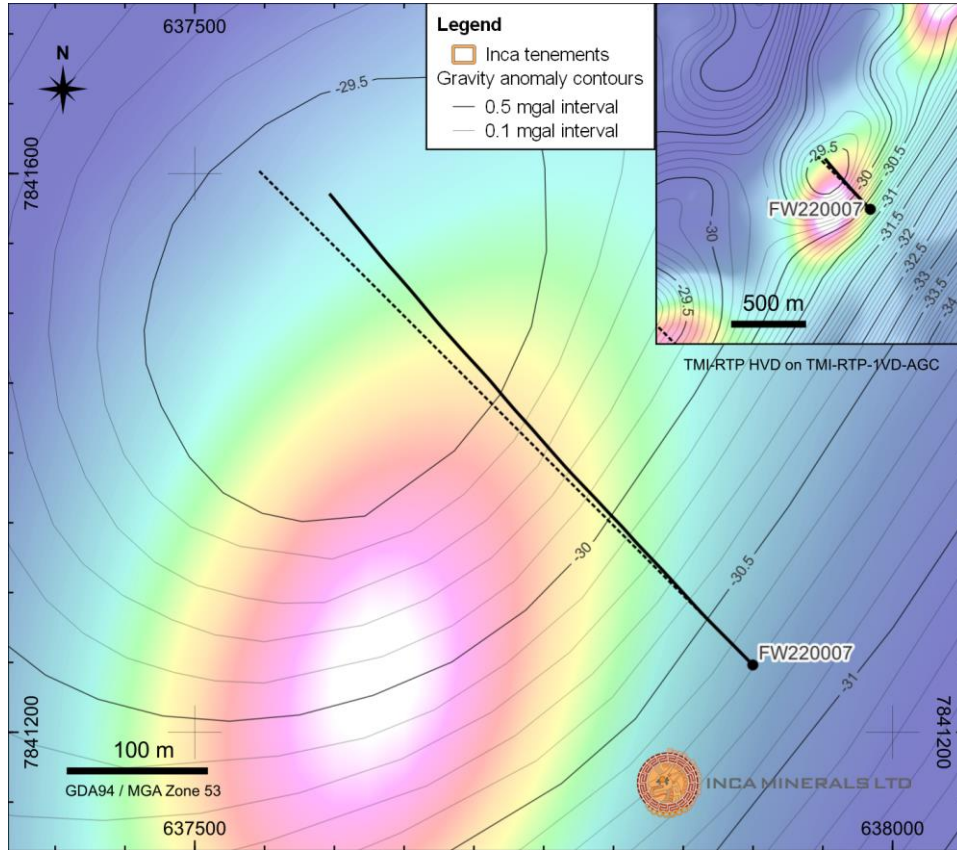 637500
N
7841600
-29.5
Legend
Inca tenements
Gravity anomaly contours
0.5 mgal interval
0.1 mgal interval
-29.5
-30
-30.5
-31
-31.5
-32
-32.5
-33
-33.5
-34
-30
-29.5
FW220007
500 m
TMI-RTP HVD on TMI-RTP-1VD-AGC
-30
-30.5
-31
FW220007
7841200
7841200
100 m
GDA94 / MGA Zone 53
INCA MINERALS LTD
637500
638000